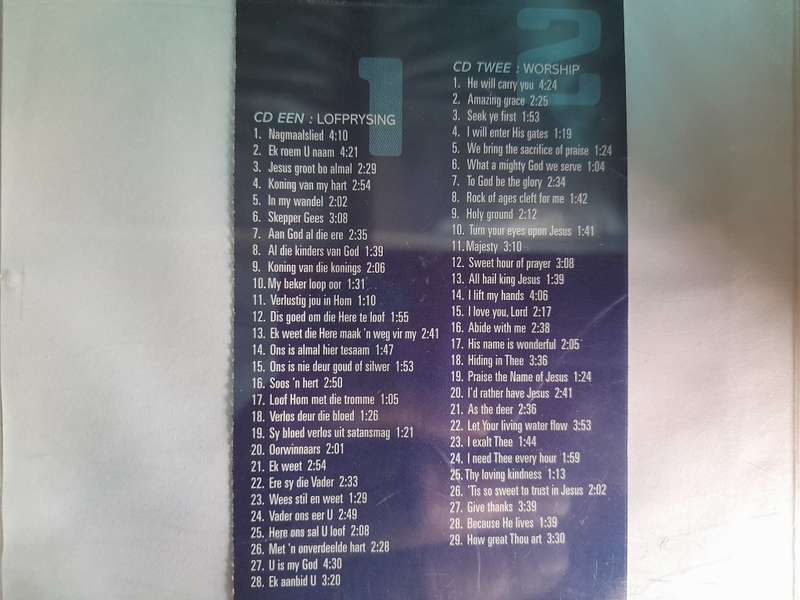 1
CD EEN : LOFPRYSING
1. Nagmaalslied 4:10
2. Ek roem U naam 4:21
3. Jesus groot bo almal 2:29
4. Koning van my hart 2:54
5. In my wandel 2:02
6. Skepper Gees 3:08
7. Aan God al die ere 2:35
8. Al die kinders van God 1:39
9. Koning van die konings 2:06
10. My beker loop oor 1:31
11. Verlustig jou in Hom 1:10
12. Dis goed om die Here te loof 1:55
13. Ek weet die Here maak 'n weg vir my 2:41
14. Ons is almal hier tesaam 1:47
15. Ons is nie deur goud of silwer 1:53
16. Soos 'n hert 2:50
17. Loof Hom met die tromme 1:05
18. Verlos deur die bloed 1:26
19. Sy bloed verlos uit satansmag 1:21
20. Oorwinnaars 2:01
21. Ek weet 2:54
22. Ere sy die Vader 2:33
23. Wees stil en weet 1:29
24. Vader ons eer U 2:49
25. Here ons sal U loof 2:08
26. Met 'n onverdeelde hart 2:28
27. U is my God 4:30
28. Ek aanbid U 3:20
2
CD TWEE : WORSHIP
1. He will carry you 4:24
2. Amazing grace 2:25
3. Seek ye first 1:53
4. I will enter His gates 1:19
5. We bring the sacrifice of praise 1:24
6. What a mighty God we serve 1:04
7. To God be the glory 2:34
8. Rock of ages cleft for me 1:42
9. Holy ground 2:12
10. Turn your eyes upon Jesus 1:41
11. Majesty 3:10
12. Sweet hour of prayer 3:08
13. All hail king Jesus 1:39
14. I lift my hands 4:06
15. I love you, Lord 2:17
16. Abide with me 2:38
17. His name is wonderful 2:05
18. Hiding in Thee 3:36
19. Praise the Name of Jesus 1:24
20. I'd rather have Jesus 2:41
21. As the deer 2:36
22. Let Your living water flow 3:53
23. I exalt Thee 1:44
24. I need Thee every hour 1:59
25. Thy loving kindness 1:13
26. 'Tis so sweet to trust in Jesus 2:02
27. Give thanks 3:39
28. Because He lives 1:39
29. How great Thou art 3:30